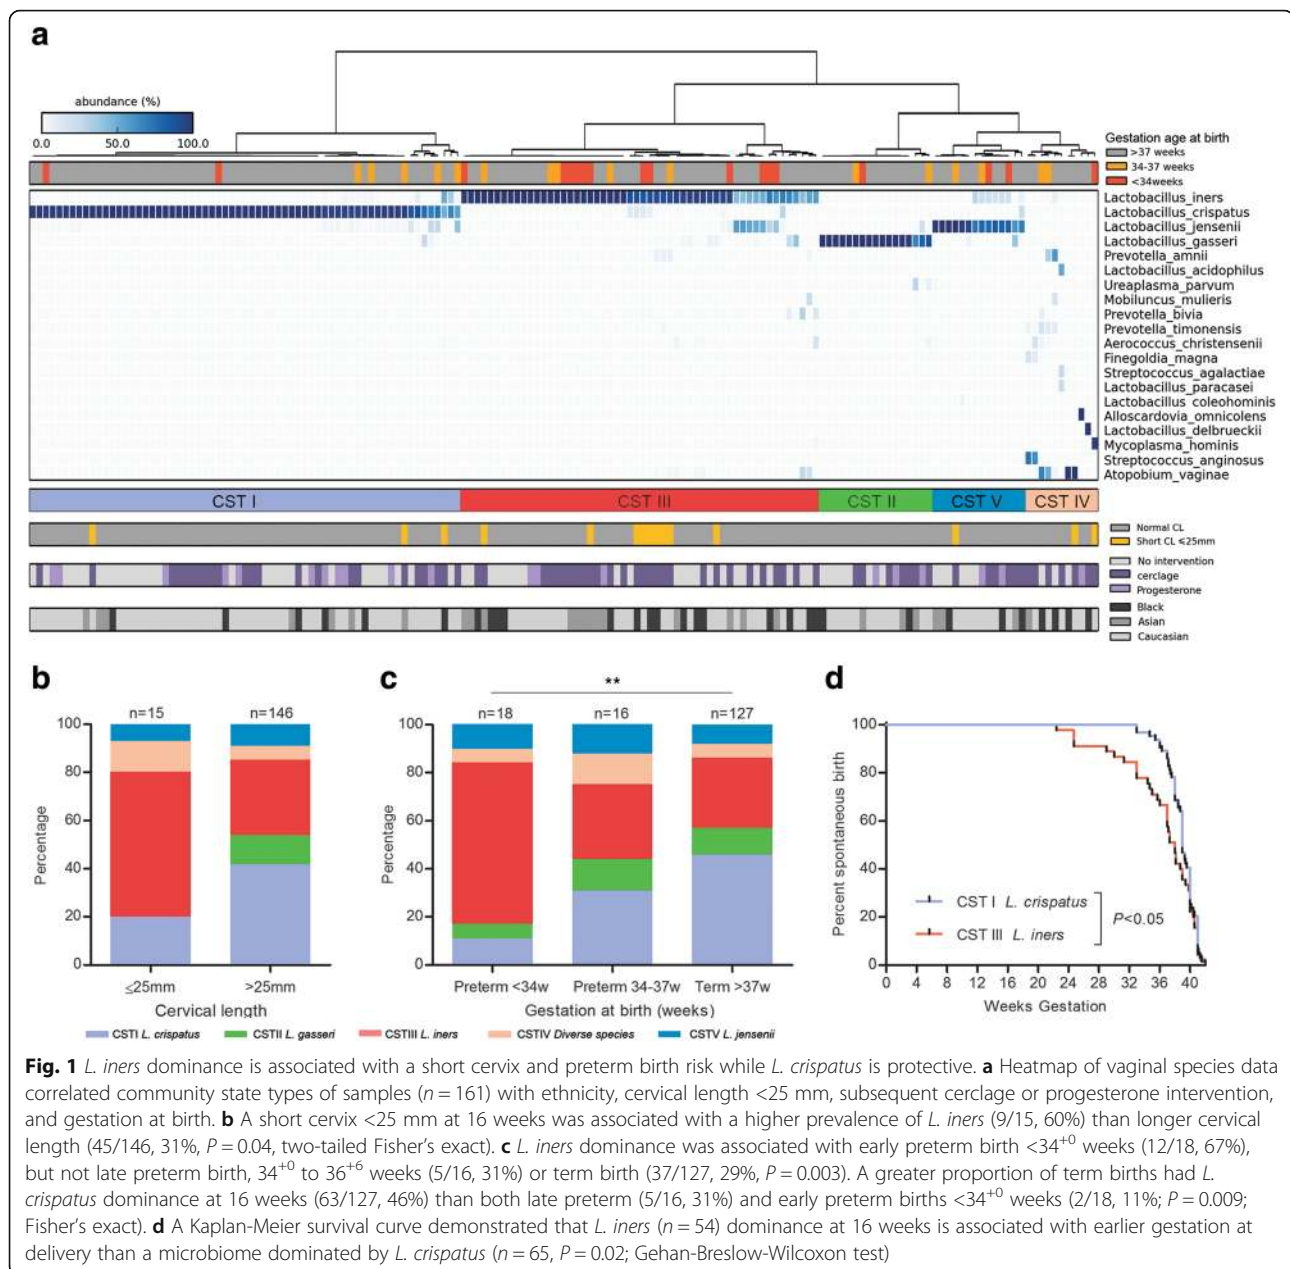 a
abundance (%)
0.0 50.0 100.0
Gestation age at birth
>37 weeks
34-37 weeks
<34weeks
Lactobacillus_iners
Lactobacillus_crispatus
Lactobacillus_jensenii
Lactobacillus_gasseri
Prevotella_amnii
Lactobacillus_acidophilus
Ureaplasma_parvum
Mobiluncus_mulieris
Prevotella_bivia
Prevotella_timonensis
Aerococcus_christensenii
Finegoldia_magna
Streptococcus_agalactiae
Lactobacillus_paracasei
Lactobacillus_coleohominis
Alloscardovia_omnicolens
Lactobacillus_delbrueckii
Mycoplasma_hominis
Streptococcus_anginosus
Atopobium_vaginae
CST I CST III CST II CST V CST IV
Normal CL
Short CL ≤25mm
No intervention
cerclage
Progesterone
Black
Asian
Caucasian
b
n=15 n=146
100
80
60
40
20
0
Percentage
≤25mm >25mm
Cervical length
c
**
n=18 n=16 n=127
100
80
60
40
20
0
Percentage
Preterm <34w Preterm 34-37w Term >37w
Gestation at birth (weeks)
CSTI L. crispatus CSTII L. gasseri CSTIII L. iners CSTIV Diverse species CSTV L. jensenii
d
100
80
60
40
20
0
Percent spontaneous birth
CST I L. crispatus
CST III L. iners
P<0.05
0 4 8 12 16 20 24 28 32 36 40
Weeks Gestation
Fig. 1 L. iners dominance is associated with a short cervix and preterm birth risk while L. crispatus is protective. a Heatmap of vaginal species data
correlated community state types of samples (n = 161) with ethnicity, cervical length <25 mm, subsequent cerclage or progesterone intervention,
and gestation at birth. b A short cervix <25 mm at 16 weeks was associated with a higher prevalence of L. iners (9/15, 60%) than longer cervical
length (45/146, 31%, P = 0.04, two-tailed Fisher's exact). c L. iners dominance was associated with early preterm birth <34+0 weeks (12/18, 67%),
but not late preterm birth, 34+0 to 36+6 weeks (5/16, 31%) or term birth (37/127, 29%, P = 0.003). A greater proportion of term births had L.
crispatus dominance at 16 weeks (63/127, 46%) than both late preterm (5/16, 31%) and early preterm births <34+0 weeks (2/18, 11%; P = 0.009;
Fisher's exact). d A Kaplan-Meier survival curve demonstrated that L. iners (n = 54) dominance at 16 weeks is associated with earlier gestation at
delivery than a microbiome dominated by L. crispatus (n = 65, P = 0.02; Gehan-Breslow-Wilcoxon test)